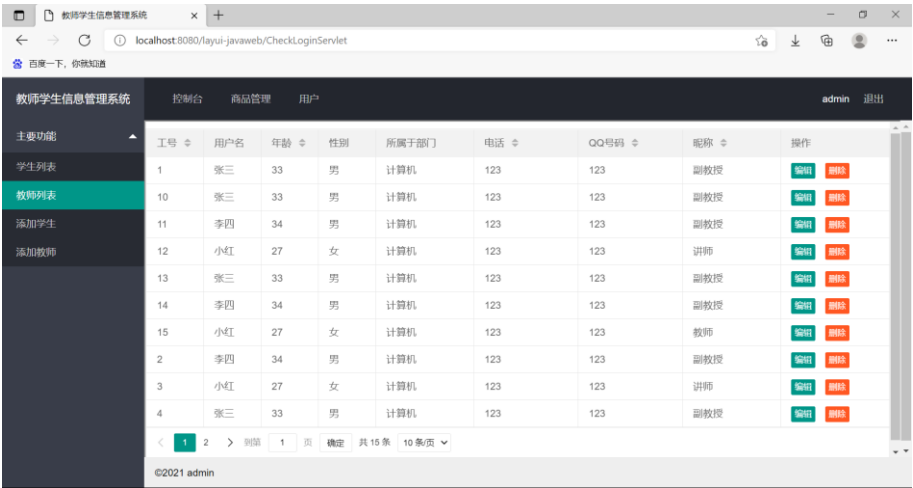 教师学生信息管理系统
localhost:8080/layui-javaweb/CheckLoginServlet
百度一下，你就知道
教师学生信息管理系统 控制台 商品管理 用户 admin 退出
主要功能
学生列表
教师列表
添加学生
添加教师
工号 用户名 年龄 性别 所属于部门 电话 QQ号码 昵称 操作
1 张三 33 男 计算机 123 123 副教授 编辑 删除
10 张三 33 男 计算机 123 123 副教授 编辑 删除
11 李四 34 男 计算机 123 123 副教授 编辑 删除
12 小红 27 女 计算机 123 123 讲师 编辑 删除
13 张三 33 男 计算机 123 123 副教授 编辑 删除
14 李四 34 男 计算机 123 123 副教授 编辑 删除
15 小红 27 女 计算机 123 123 教师 编辑 删除
2 李四 34 男 计算机 123 123 副教授 编辑 删除
3 小红 27 女 计算机 123 123 讲师 编辑 删除
4 张三 33 男 计算机 123 123 副教授 编辑 删除
1 2 到第 1 页 确定 共 15 条 10 条/页
©2021 admin